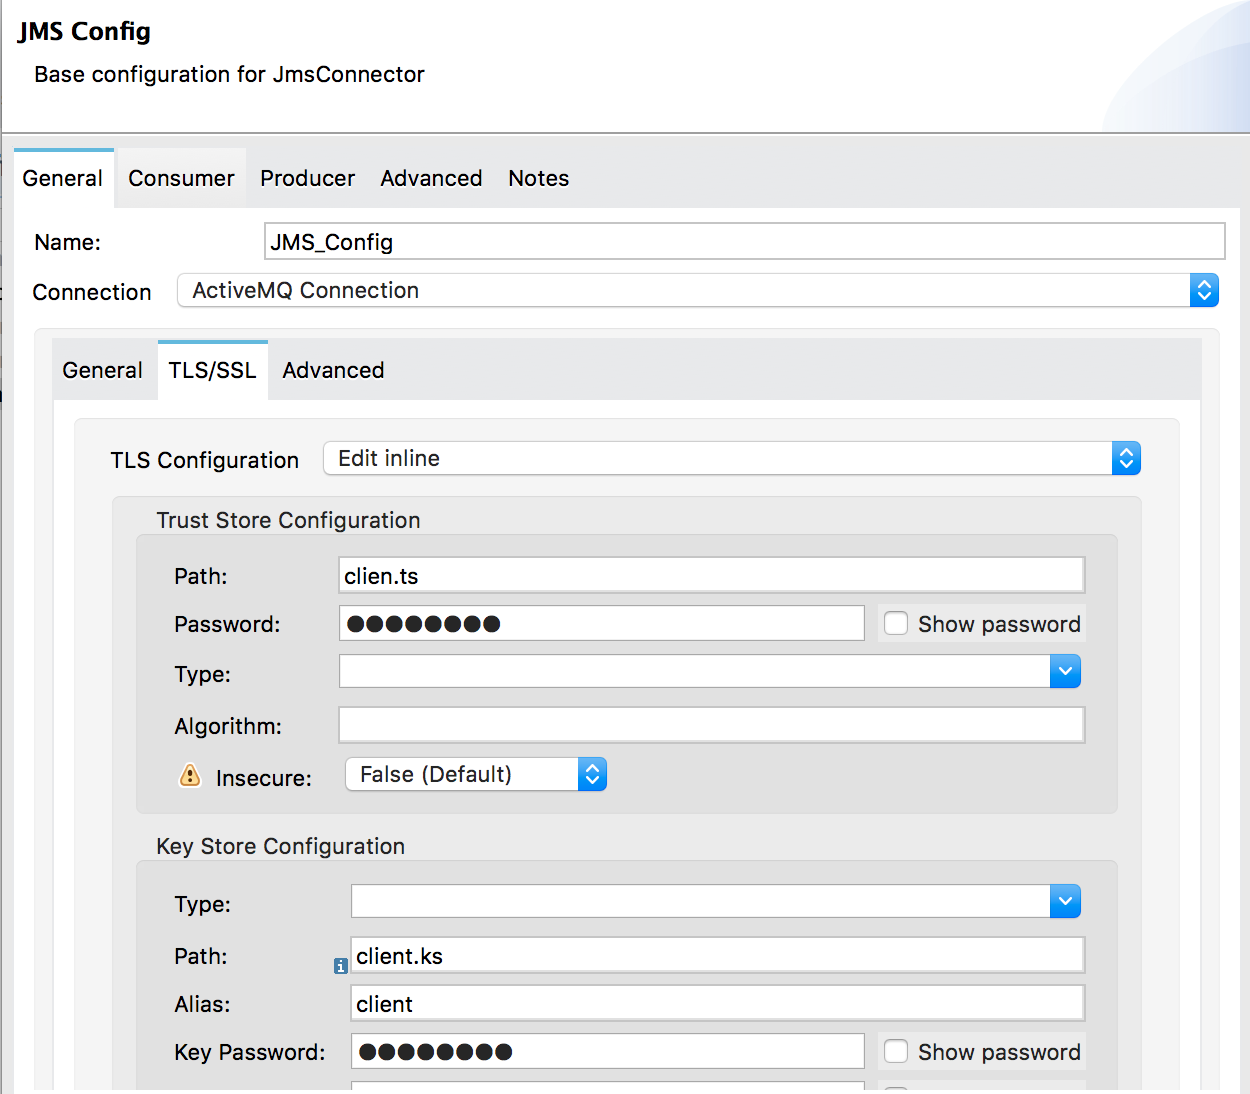 JMS Config
Base configuration for JmsConnector
General Consumer Producer Advanced Notes
Name: JMS_Config
Connection ActiveMQ Connection
General TLS/SSL Advanced
TLS Configuration Edit inline
Trust Store Configuration
Path: clien.ts
Password: ●●●●●●●● Show password
Type:
Algorithm:
Insecure: False (Default)
Key Store Configuration
Type:
Path: client.ks
Alias: client
Key Password: ●●●●●●●● Show password